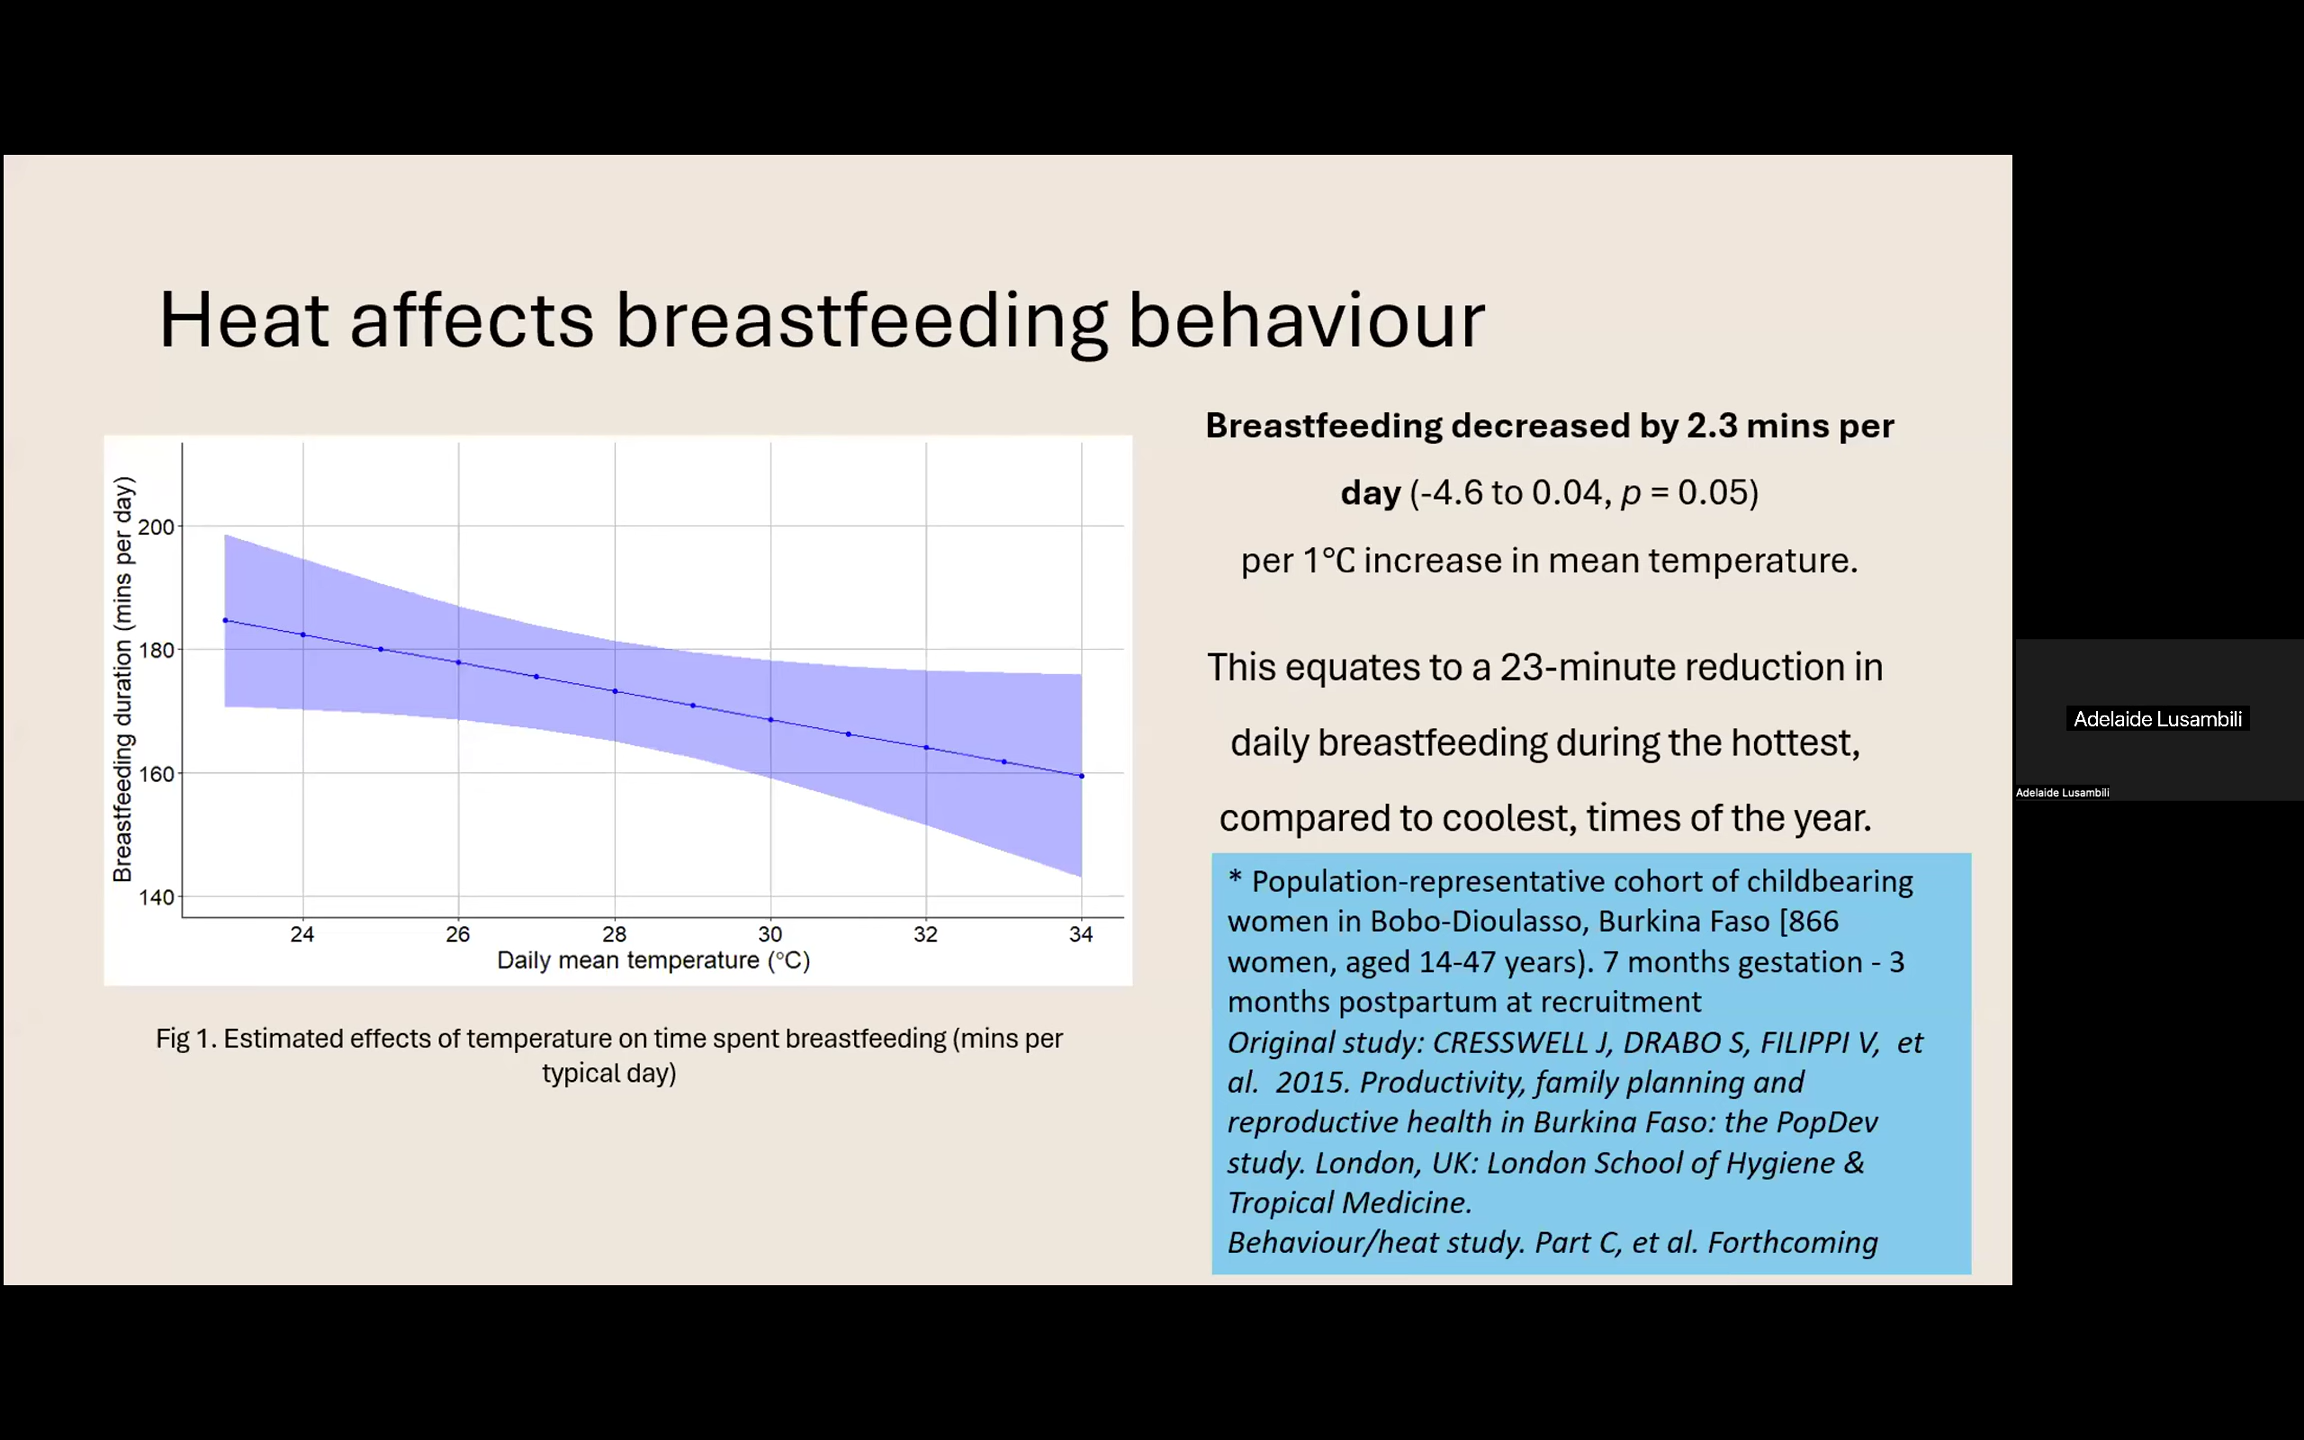 Heat affects breastfeeding behaviour
Breastfeeding duration (mins per day)
200
180
160
140
24 26 28 30 32 34
Daily mean temperature (°C)
Fig 1. Estimated effects of temperature on time spent breastfeeding (mins per
typical day)
Breastfeeding decreased by 2.3 mins per
day (-4.6 to 0.04, p = 0.05)
per 1°C increase in mean temperature.
This equates to a 23-minute reduction in
daily breastfeeding during the hottest,
compared to coolest, times of the year.
* Population-representative cohort of childbearing
women in Bobo-Dioulasso, Burkina Faso [866
women, aged 14-47 years). 7 months gestation - 3
months postpartum at recruitment
Original study: CRESSWELL J, DRABO S, FILIPPI V, et
al. 2015. Productivity, family planning and
reproductive health in Burkina Faso: the PopDev
study. London, UK: London School of Hygiene &
Tropical Medicine.
Behaviour/heat study. Part C, et al. Forthcoming
Adelaide Lusambili
Adelaide Lusambili